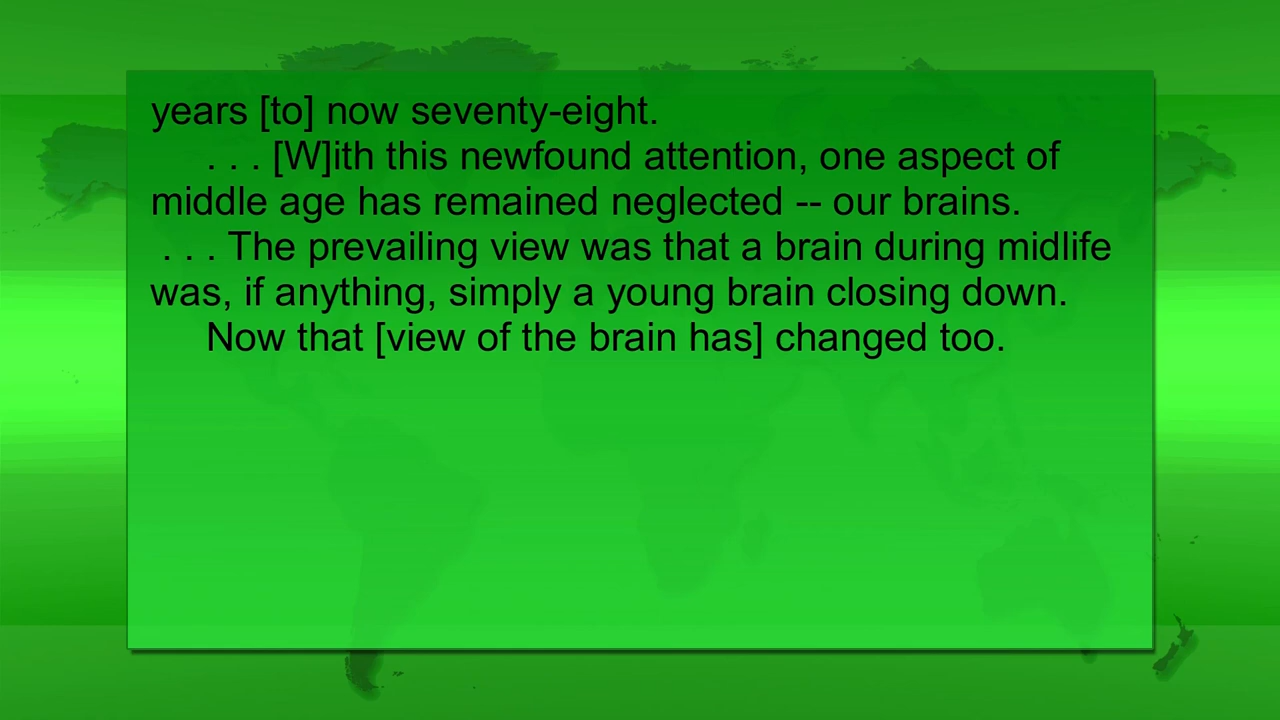 years [to] now seventy-eight.
. . . [W]ith this newfound attention, one aspect of
middle age has remained neglected -- our brains.
. . . The prevailing view was that a brain during midlife
was, if anything, simply a young brain closing down.
Now that [view of the brain has] changed too.